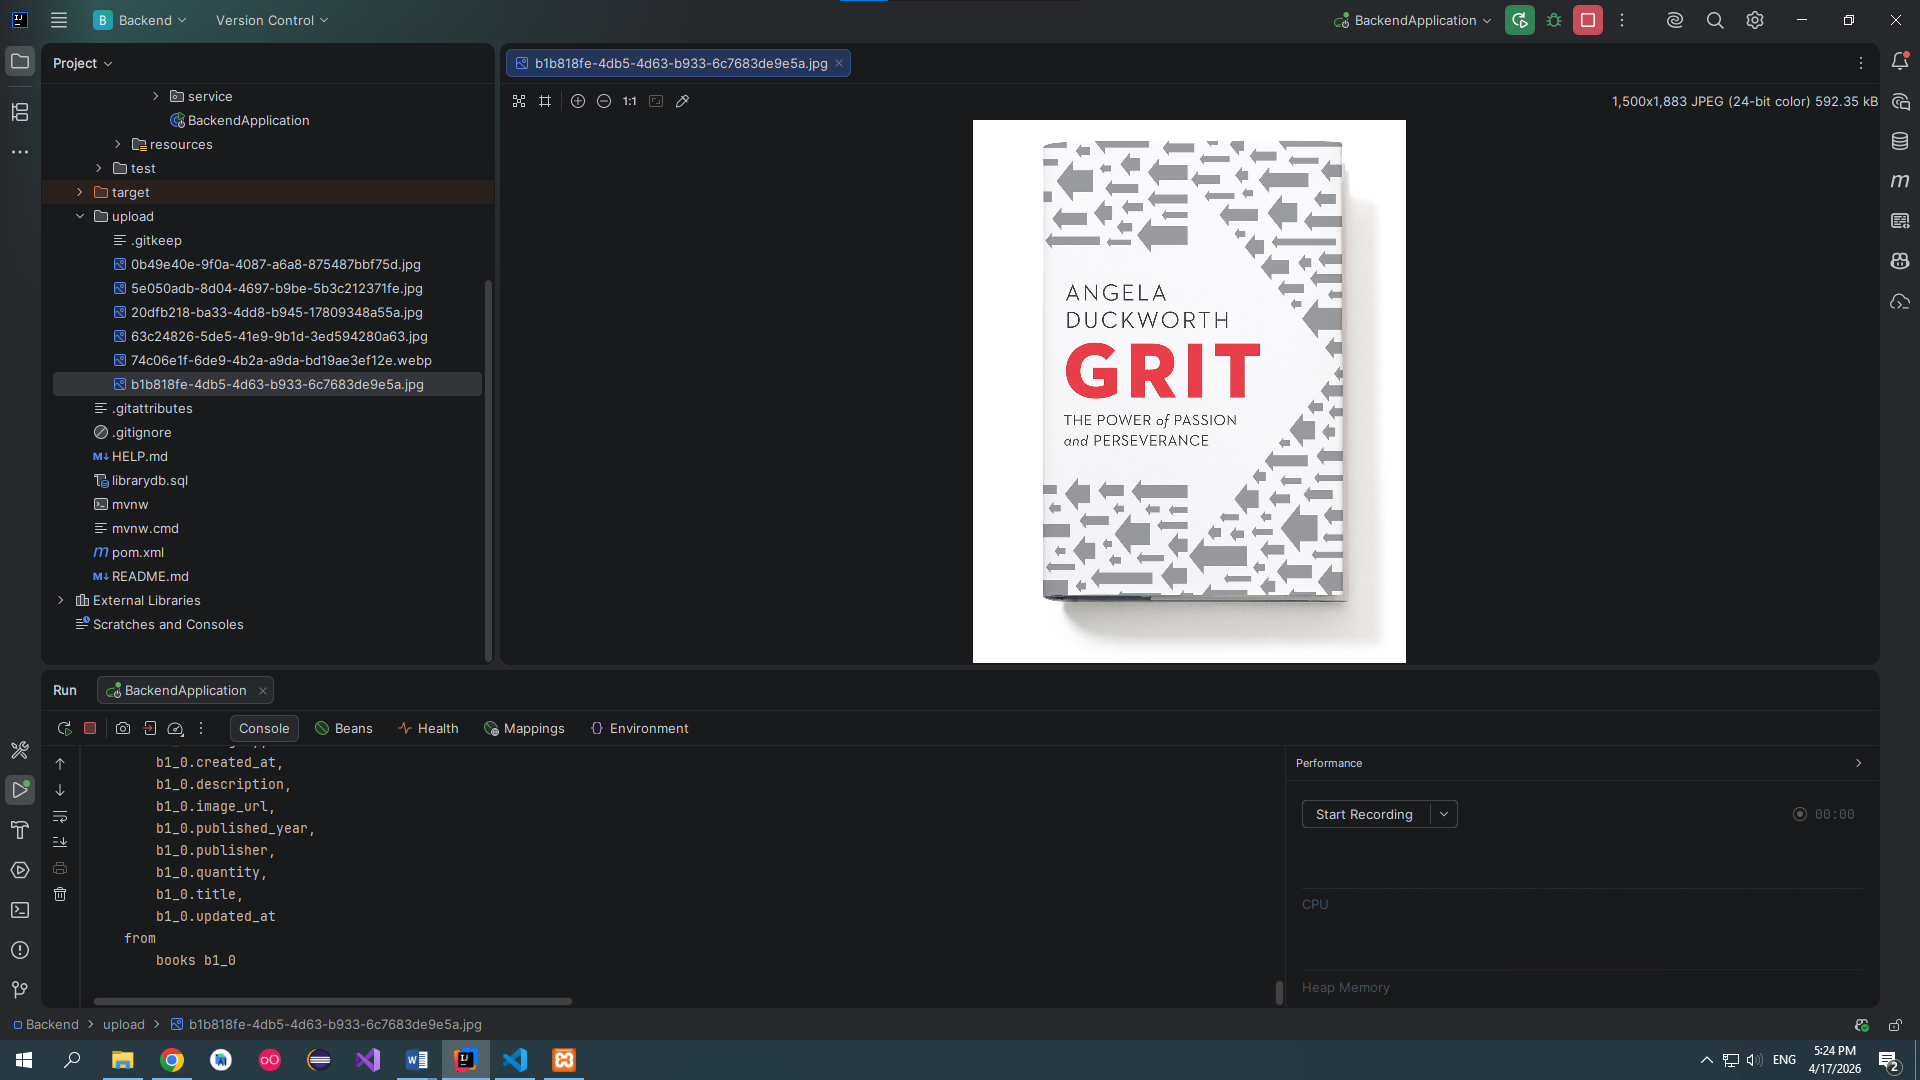 Backend
Version Control
BackendApplication
Project
b1b818fe-4db5-4d63-b933-6c7683de9e5a.jpg
1:1
1,500x1,883 JPEG (24-bit color) 592.35 kB
service
BackendApplication
resources
test
target
upload
.gitkeep
0b49e40e-9f0a-4087-a6a8-875487bbf75d.jpg
5e050adb-8d04-4697-b9be-5b3c212371fe.jpg
20dfb218-ba33-4dd8-b945-17809348a55a.jpg
63c24826-5de5-41e9-9b1d-3ed594280a63.jpg
74c06e1f-6de9-4b2a-a9da-bd19ae3ef12e.webp
b1b818fe-4db5-4d63-b933-6c7683de9e5a.jpg
.gitattributes
.gitignore
HELP.md
librarydb.sql
mvnw
mvnw.cmd
pom.xml
README.md
External Libraries
Scratches and Consoles
ANGELA
DUCKWORTH
GRIT
THE POWER of PASSION
and PERSEVERANCE
Run
BackendApplication
Console
Beans
Health
Mappings
Environment
b1_0.created_at,
b1_0.description,
b1_0.image_url,
b1_0.published_year,
b1_0.publisher,
b1_0.quantity,
b1_0.title,
b1_0.updated_at
from
books b1_0
Performance
Start Recording
00:00
CPU
Heap Memory
Backend
upload
b1b818fe-4db5-4d63-b933-6c7683de9e5a.jpg
ENG
5:24 PM
4/17/2026
2